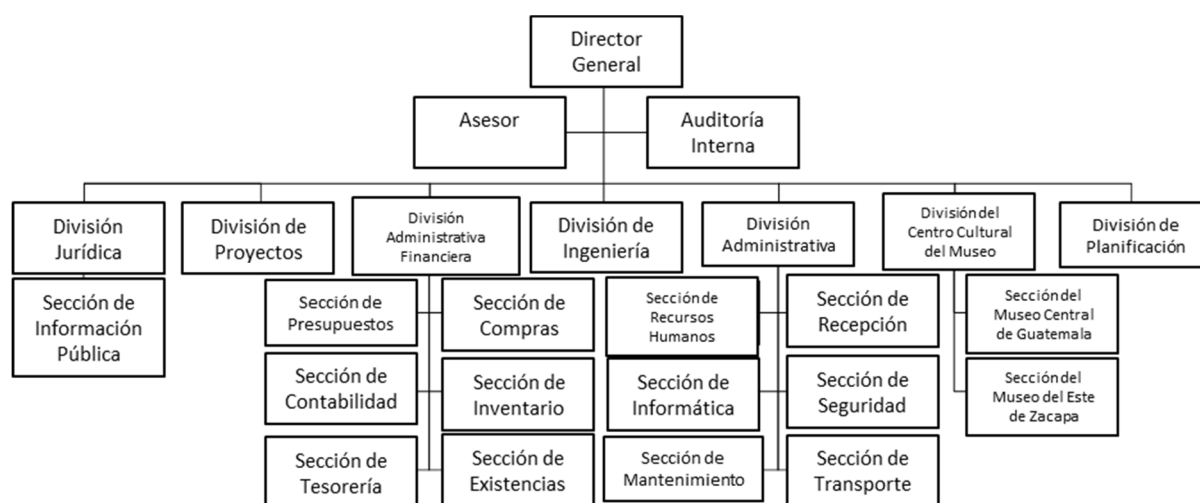 Director
General
Asesor
Auditoría
Interna
División
Jurídica
División de
Proyectos
División
Administrativa
Financiera
División de
Ingeniería
División
Administrativa
División del
Centro Cultural
del Museo
División de
Planificación
Sección de
Información
Pública
Sección de
Presupuestos
Sección de
Compras
Sección de
Recursos
Humanos
Sección de
Recepción
Sección del
Museo Central
de Guatemala
Sección de
Contabilidad
Sección de
Inventario
Sección de
Informática
Sección de
Seguridad
Sección del
Museo del Este
de Zacapa
Sección de
Tesorería
Sección de
Existencias
Sección de
Mantenimiento
Sección de
Transporte